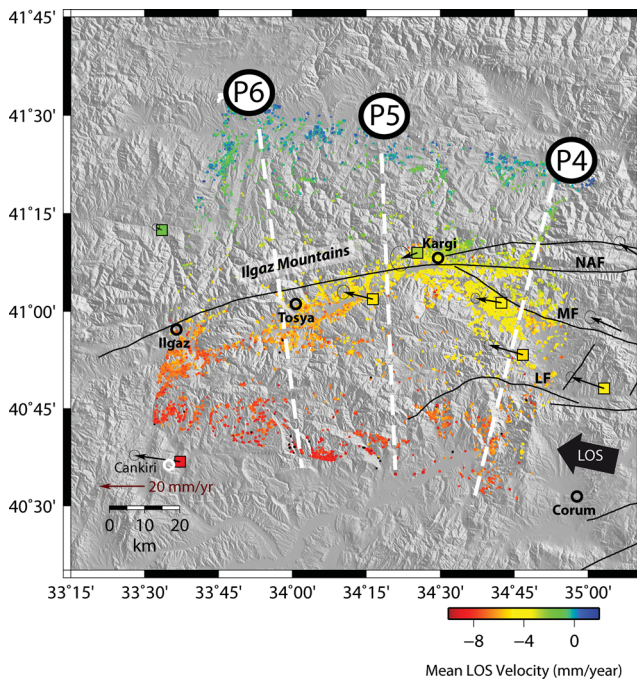 41°45'
41°30'
41°15'
41°00'
40°45'
40°30'
P6
P5
P4
Kargi
Ilgaz Mountains
NAF
Tosya
MF
Ilgaz
LF
Cankiri
LOS
20 mm/yr
Corum
0 10 20
km
33°15' 33°30' 33°45' 34°00' 34°15' 34°30' 34°45' 35°00'
−8 −4 0
Mean LOS Velocity (mm/year)